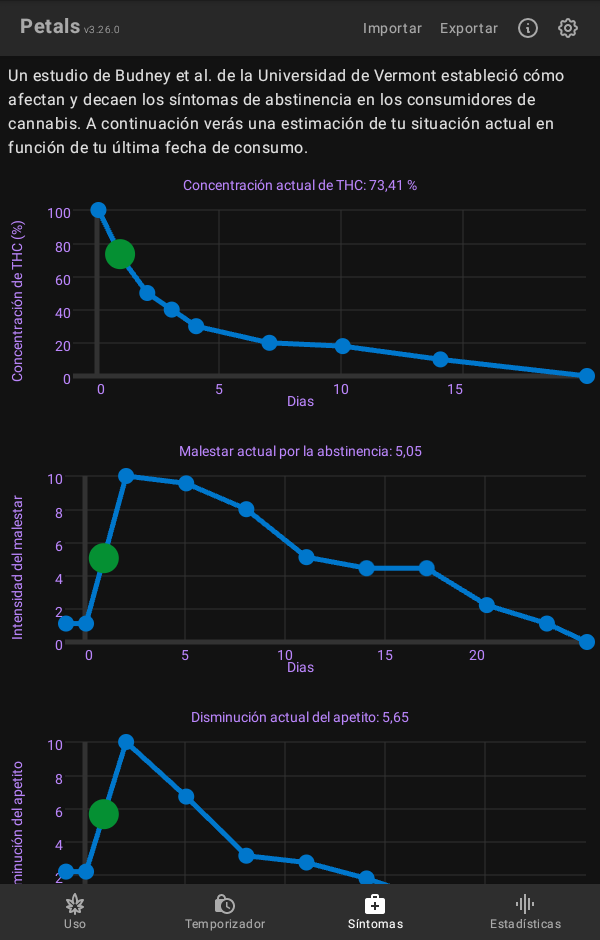 Petals v3.26.0
Importar
Exportar
Un estudio de Budney et al. de la Universidad de Vermont estableció cómo
afectan y decaen los síntomas de abstinencia en los consumidores de
cannabis. A continuación verás una estimación de tu situación actual en
función de tu última fecha de consumo.
Concentración actual de THC: 73,41 %
Concentración de THC (%)
100
80
60
40
20
0
0
5
10
15
Dias
Malestar actual por la abstinencia: 5,05
Intensidad del malestar
10
8
6
4
2
0
0
5
10
15
20
Dias
Disminución actual del apetito: 5,65
minución del apetito
10
8
6
4
2
Uso
Temporizador
Síntomas
Estadísticas